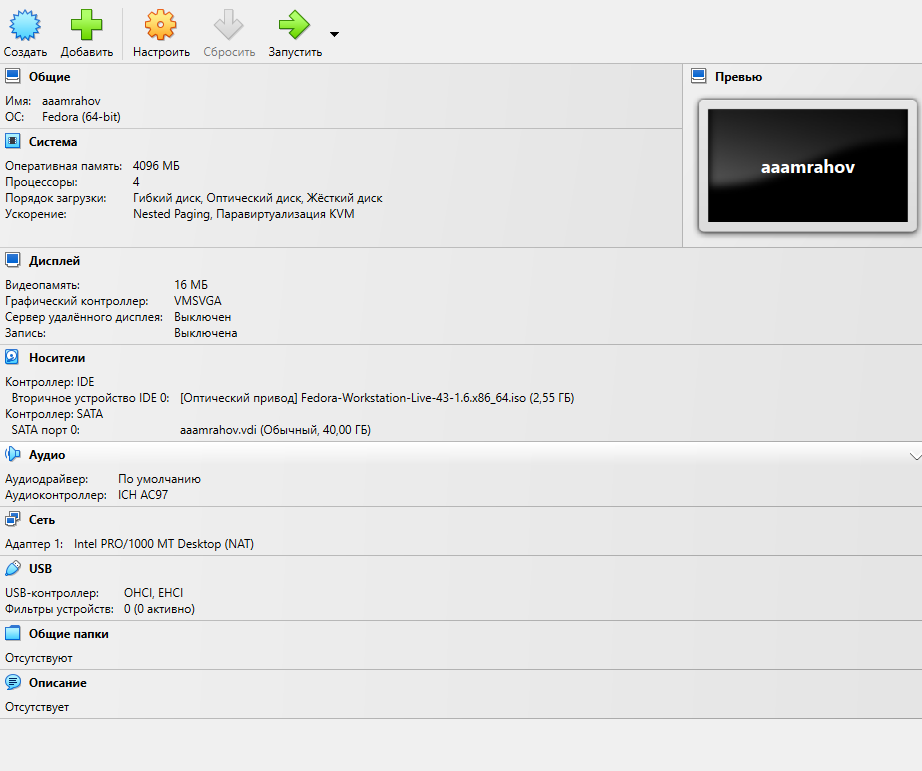 Создать Добавить Настроить Сбросить Запустить
Общие
Имя: aaamrahov
ОС: Fedora (64-bit)
Превью
aaamrahov
Система
Оперативная память: 4096 МБ
Процессоры: 4
Порядок загрузки: Гибкий диск, Оптический диск, Жёсткий диск
Ускорение: Nested Paging, Паравиртуализация KVM
Дисплей
Видеопамять: 16 МБ
Графический контроллер: VMSVGA
Сервер удалённого дисплея: Выключен
Запись: Выключена
Носители
Контроллер: IDE
Вторичное устройство IDE 0: [Оптический привод] Fedora-Workstation-Live-43-1.6.x86_64.iso (2,55 ГБ)
Контроллер: SATA
SATA порт 0: aaamrahov.vdi (Обычный, 40,00 ГБ)
Аудио
Аудиодрайвер: По умолчанию
Аудиоконтроллер: ICH AC97
Сеть
Адаптер 1: Intel PRO/1000 MT Desktop (NAT)
USB
USB-контроллер: OHCI, EHCI
Фильтры устройств: 0 (0 активно)
Общие папки
Отсутствуют
Описание
Отсутствует